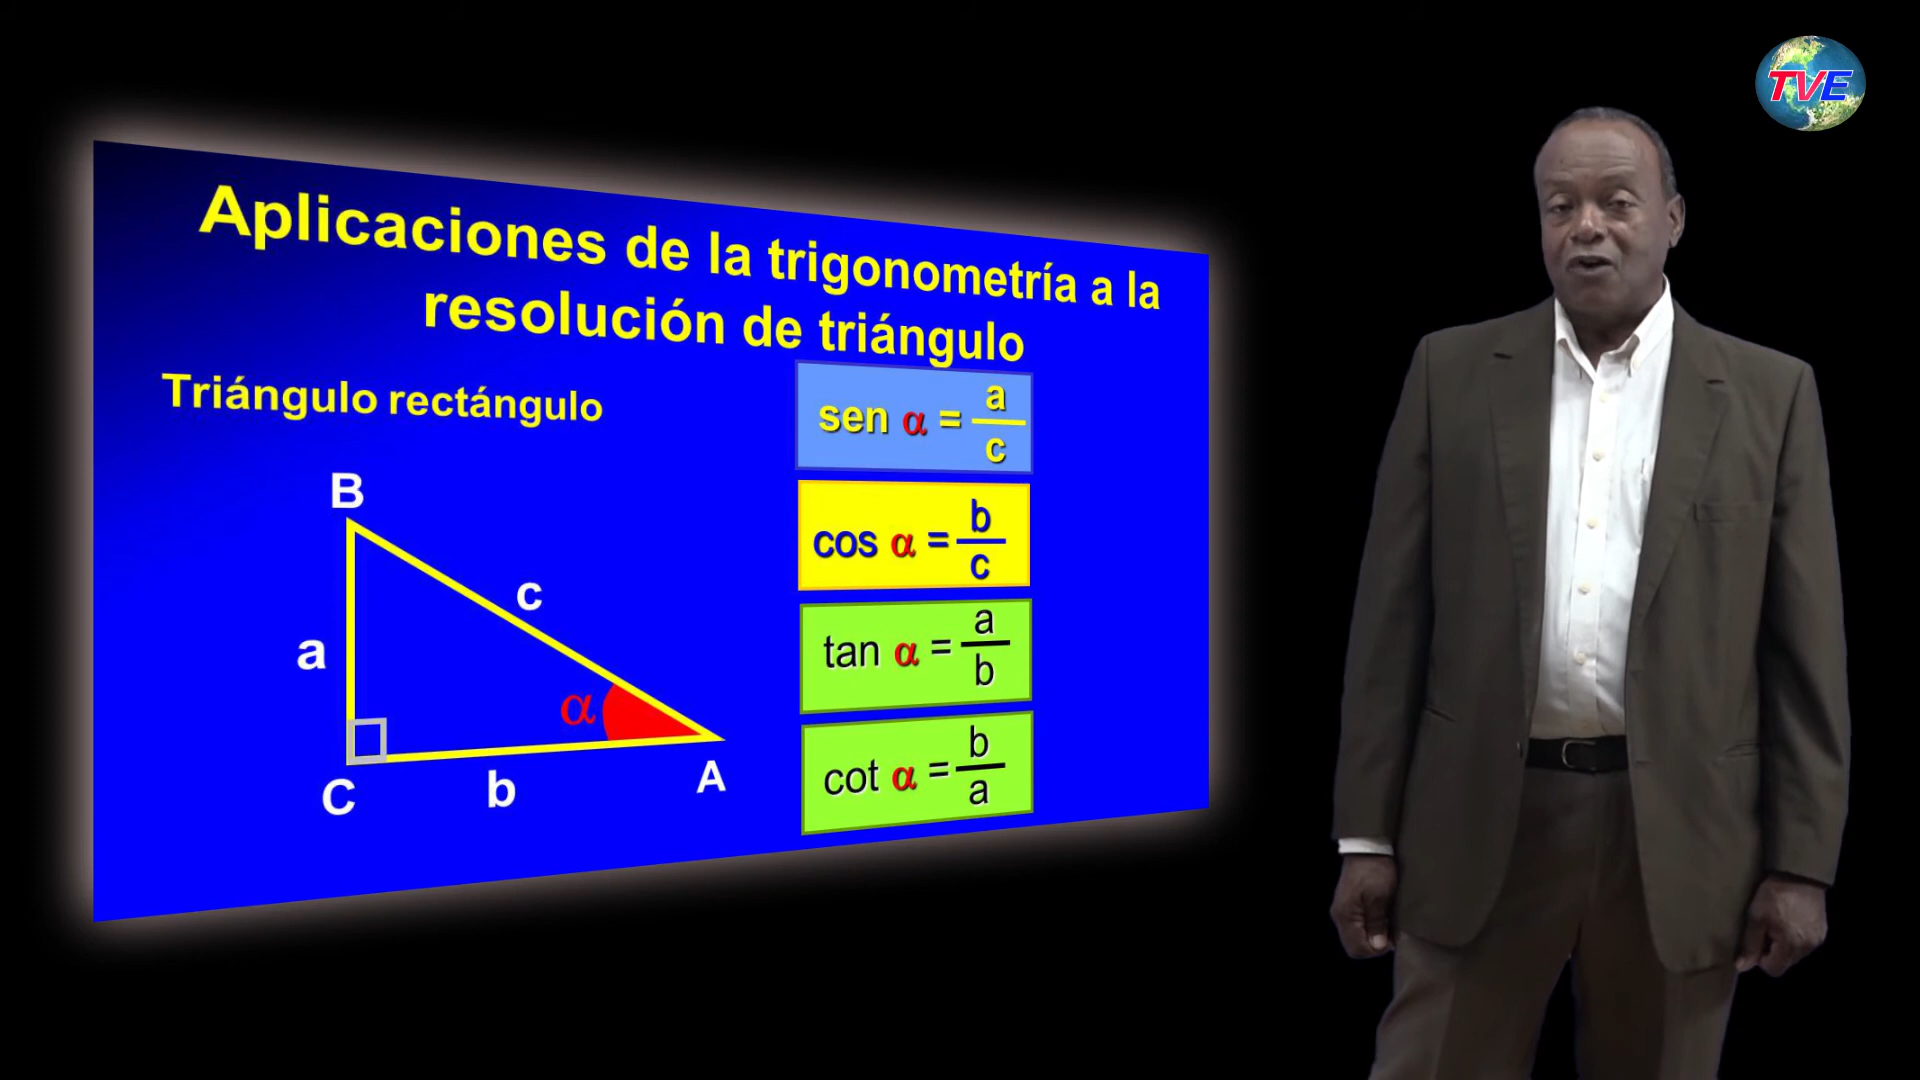 TVE
Aplicaciones de la trigonometría a la
resolución de triángulo
Triángulo rectángulo
sen α = a/c
cos α = b/c
tan α = a/b
cot α = b/a
B
c
a
α
C
b
A